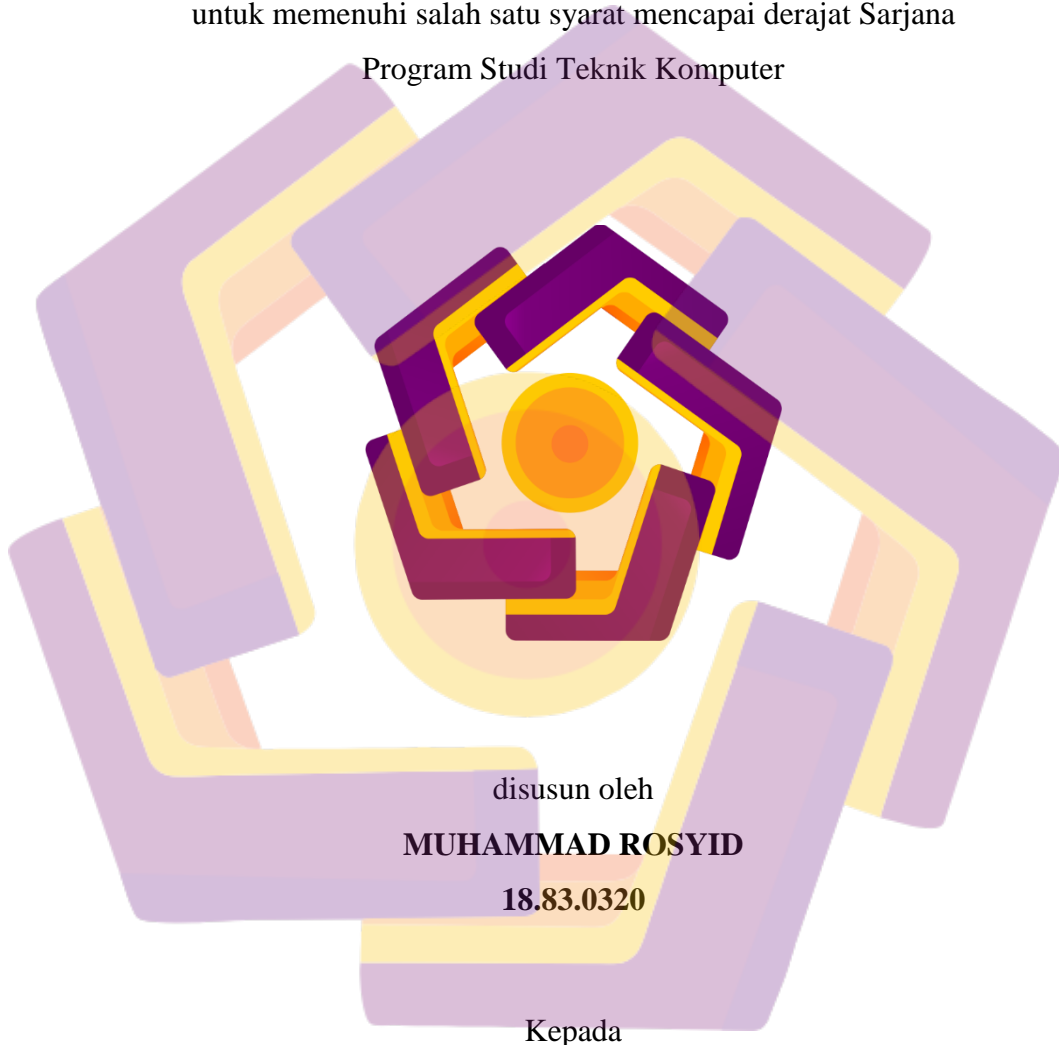 untuk memenuhi salah satu syarat mencapai derajat Sarjana
Program Studi Teknik Komputer
disusun oleh
MUHAMMAD ROSYID
18.83.0320
Kepada